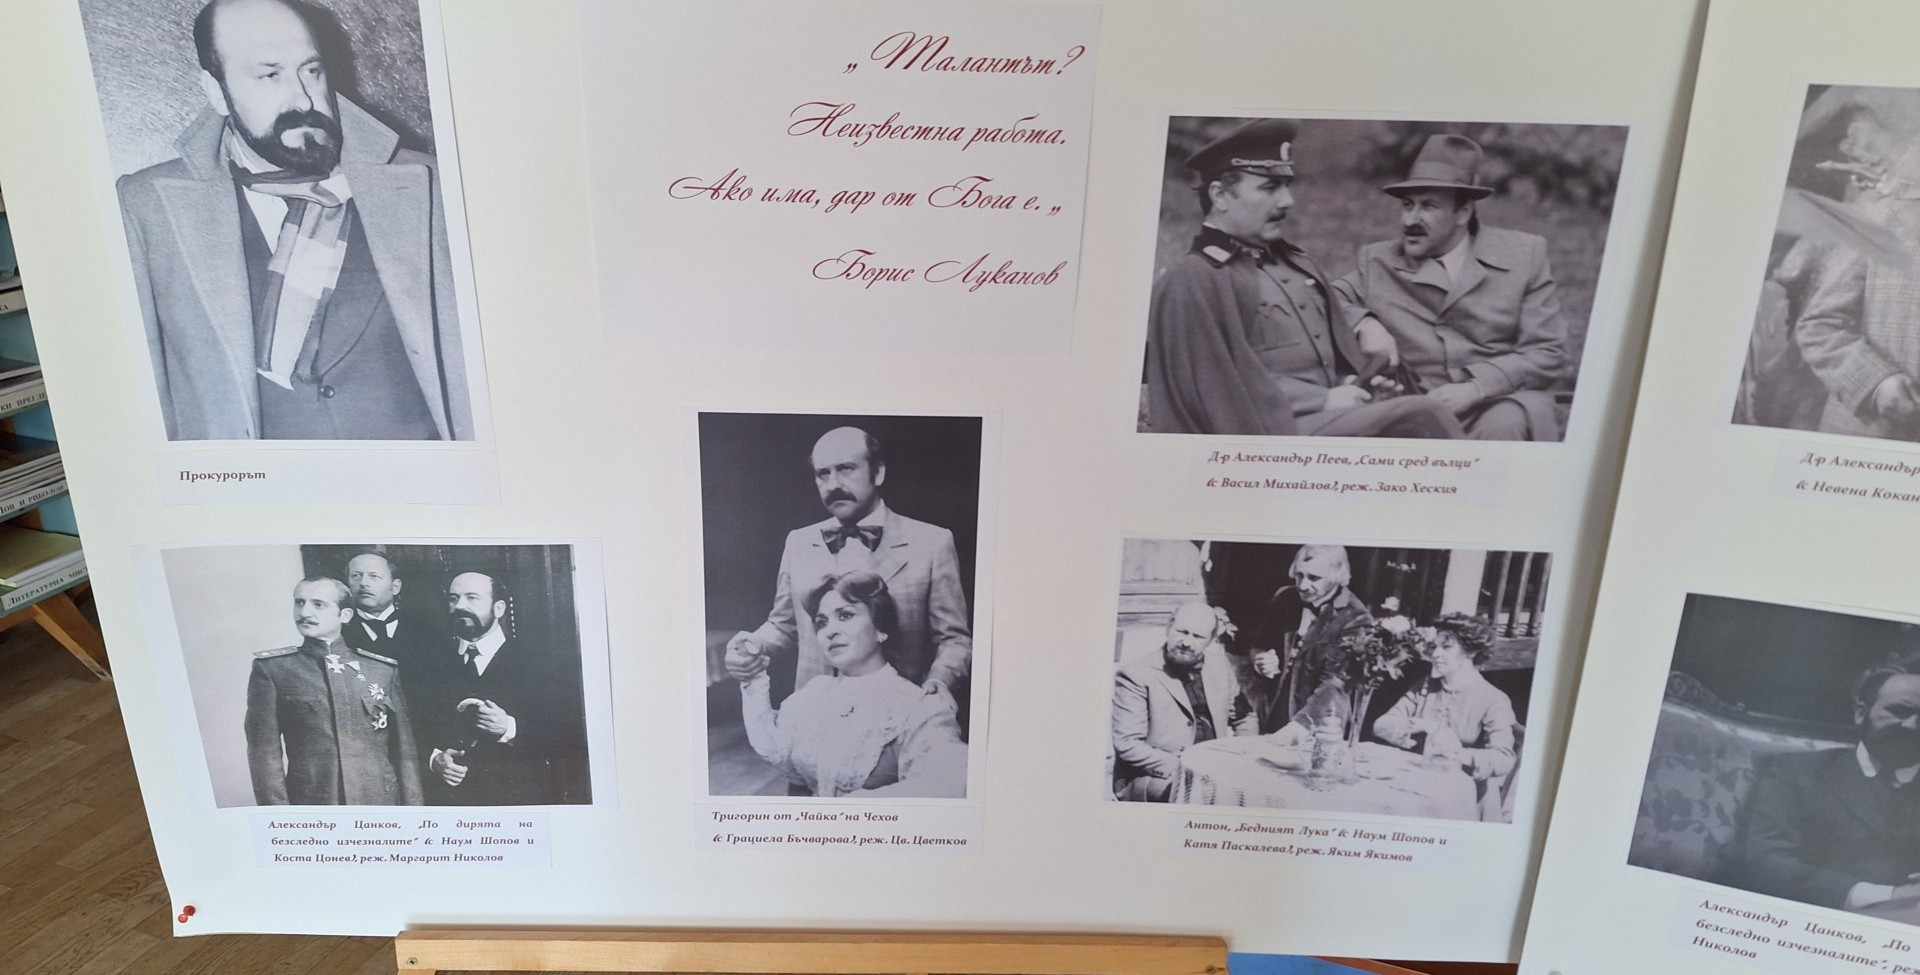 „Талантът?
Неизвестна работа.
Ако има, дар от Бога е. „
Борис Луканов
Прокурорът
Д-р Александър Пеев, „Сами сред вълци“
(с Васил Михайлов), реж. Зако Хеския
Александър Цанков, „По дирята на
безследно изчезналите“ (с Наум Шопов и
Коста Цонев), реж. Маргарит Николов
Тригорин от „Чайка“ на Чехов
(с Грациела Бъчварова), реж. Цв. Цветков
Антон, „Бедният Лука“ (с Наум Шопов и
Катя Паскалева), реж. Яким Якимов
Д-р Александър
(с Невена Кокан
Александър Цанков, „По
безследно изчезналите“, реж
Николов
Литературна мис